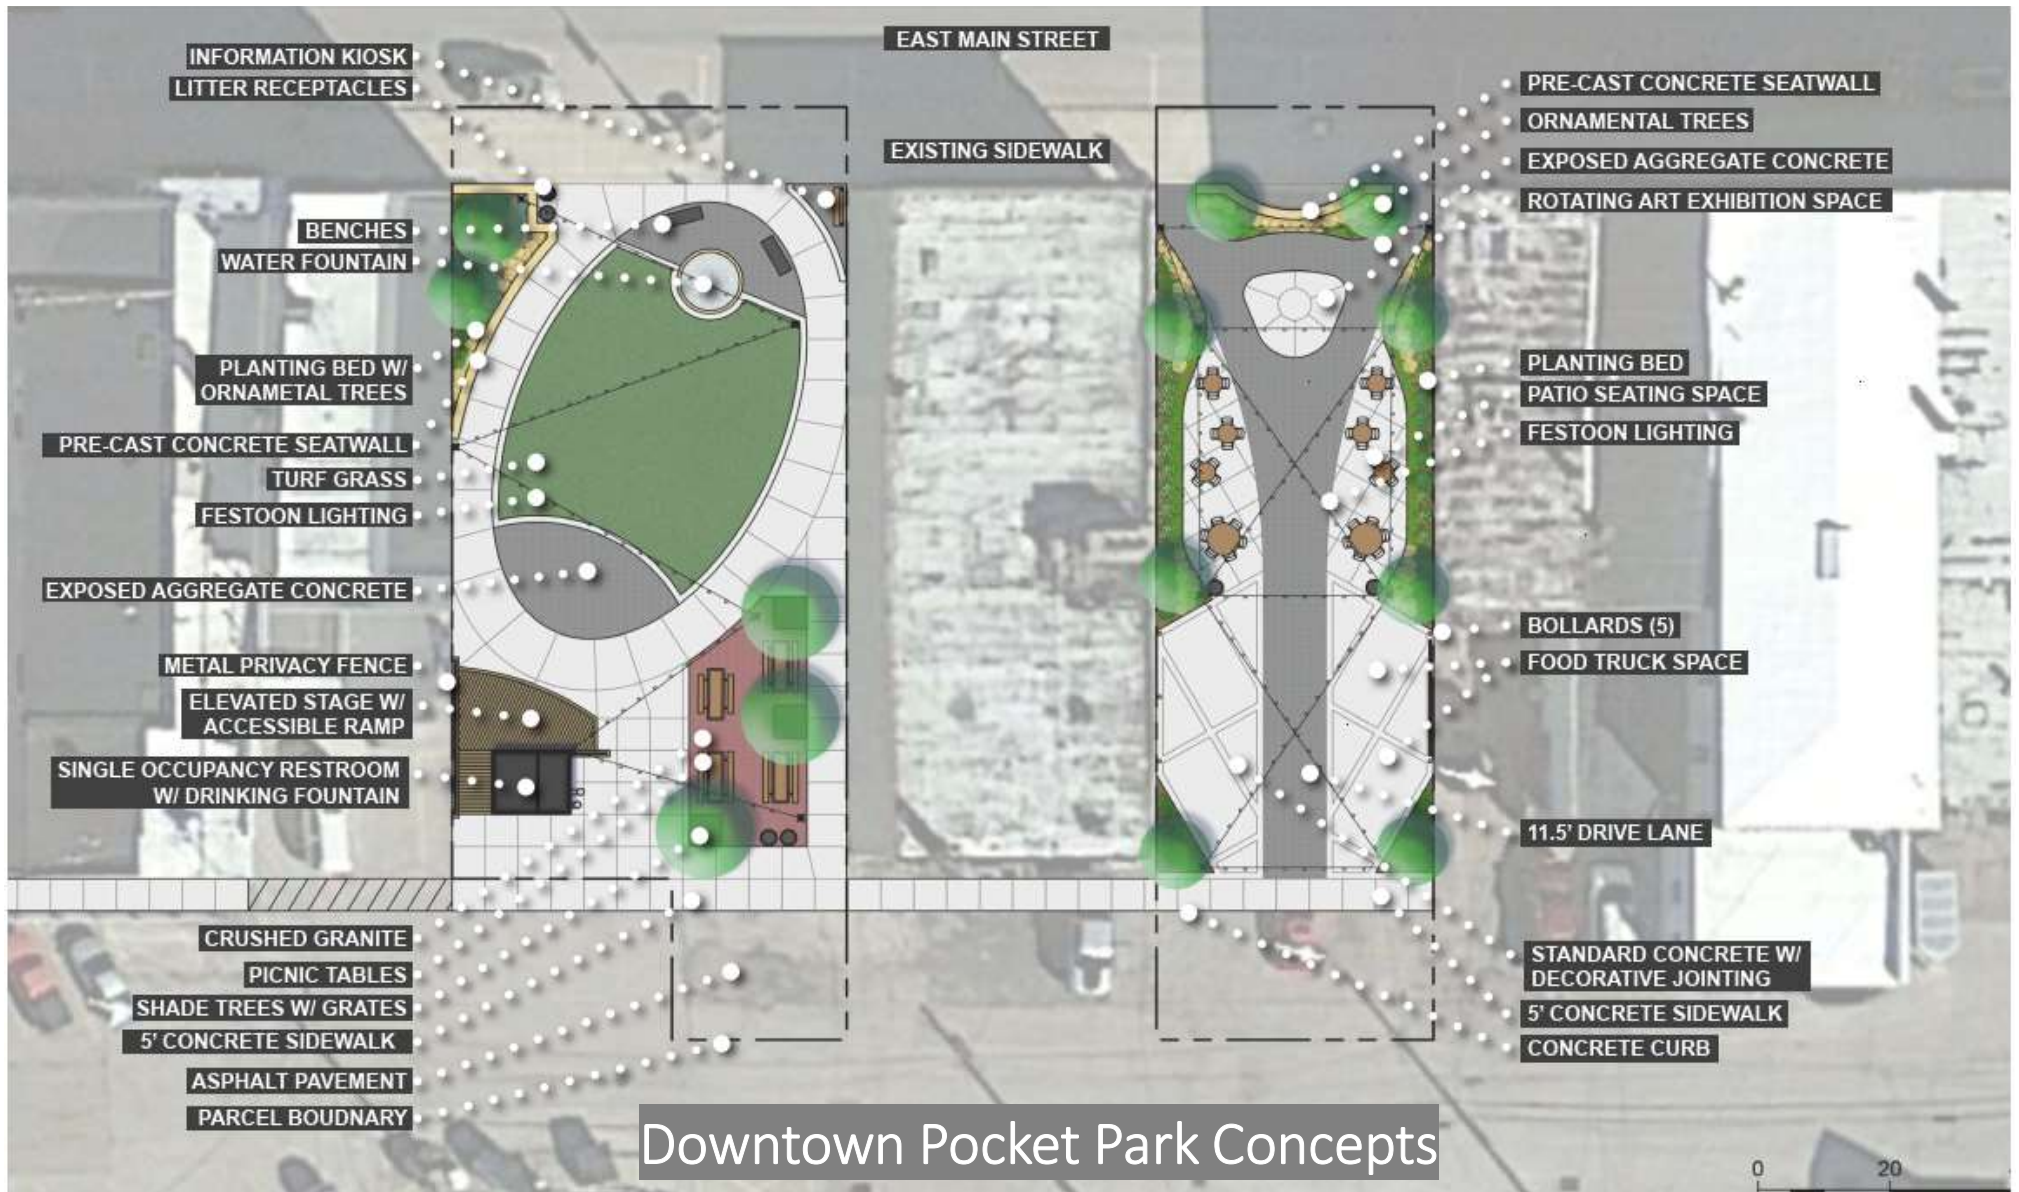 EAST MAIN STREET
EXISTING SIDEWALK
INFORMATION KIOSK
LITTER RECEPTACLES
BENCHES
WATER FOUNTAIN
PLANTING BED W/
ORNAMETAL TREES
PRE-CAST CONCRETE SEATWALL
TURF GRASS
FESTOON LIGHTING
EXPOSED AGGREGATE CONCRETE
METAL PRIVACY FENCE
ELEVATED STAGE W/
ACCESSIBLE RAMP
SINGLE OCCUPANCY RESTROOM
W/ DRINKING FOUNTAIN
CRUSHED GRANITE
PICNIC TABLES
SHADE TREES W/ GRATES
5' CONCRETE SIDEWALK
ASPHALT PAVEMENT
PARCEL BOUDNARY
PRE-CAST CONCRETE SEATWALL
ORNAMENTAL TREES
EXPOSED AGGREGATE CONCRETE
ROTATING ART EXHIBITION SPACE
PLANTING BED
PATIO SEATING SPACE
FESTOON LIGHTING
BOLLARDS (5)
FOOD TRUCK SPACE
11.5' DRIVE LANE
STANDARD CONCRETE W/
DECORATIVE JOINTING
5' CONCRETE SIDEWALK
CONCRETE CURB
Downtown Pocket Park Concepts
0 20